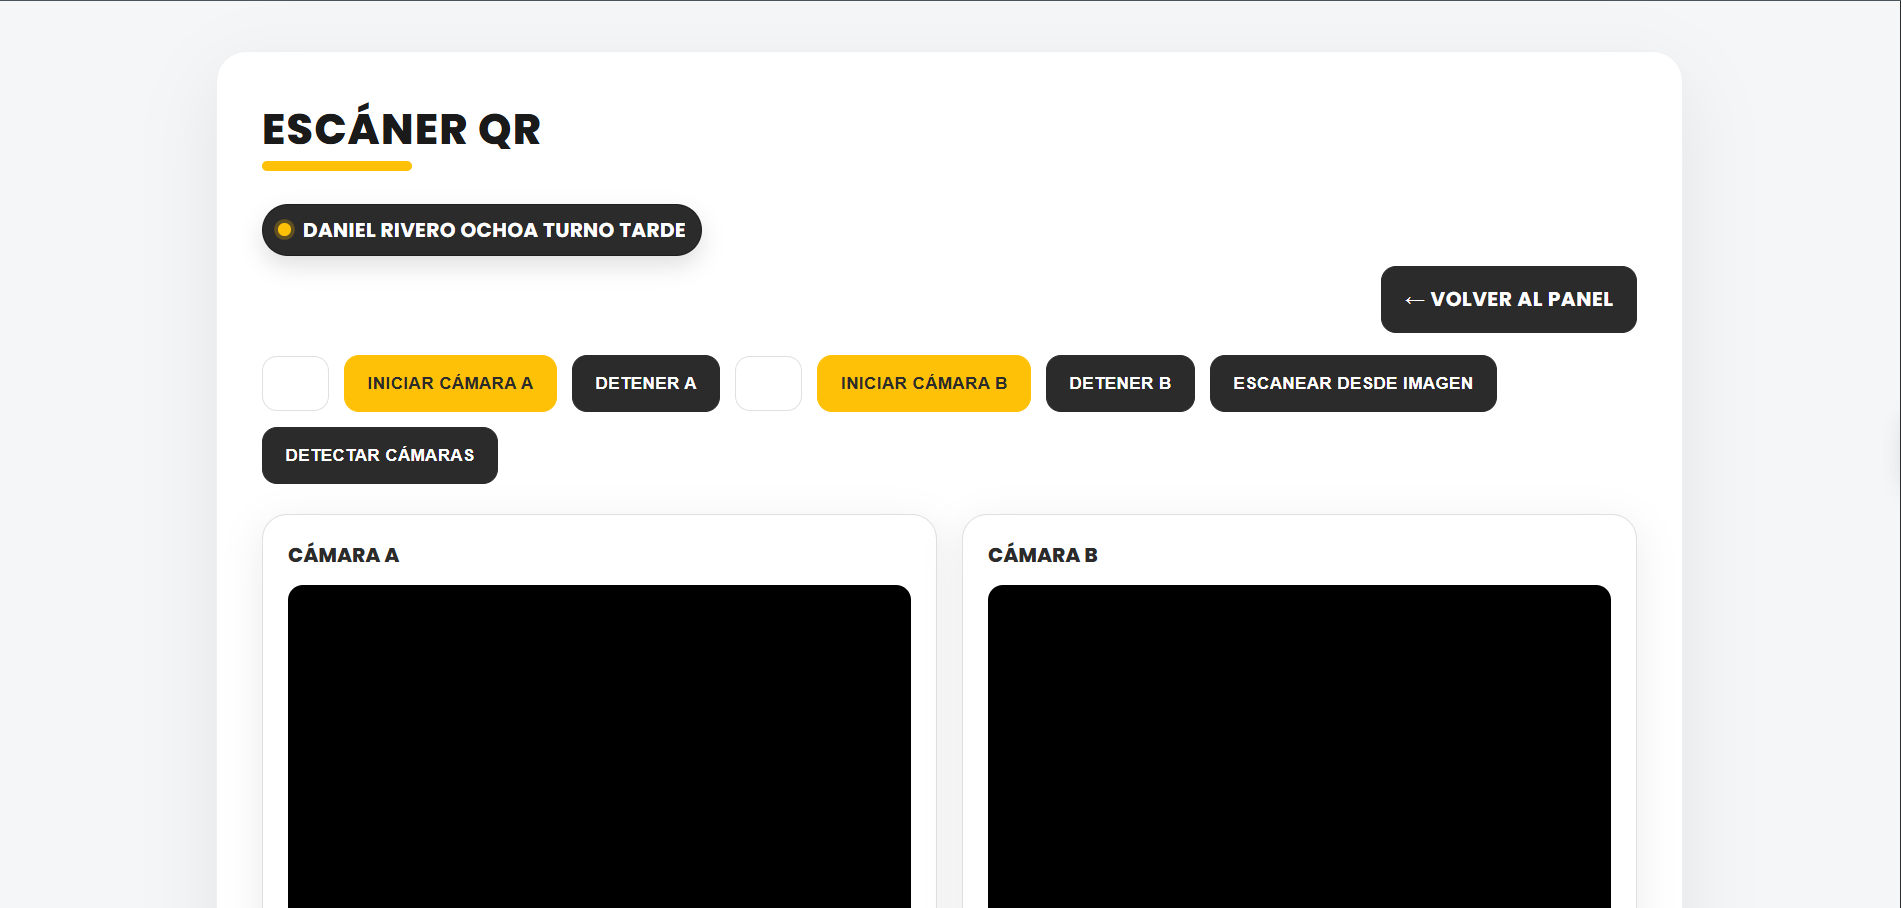 ESCÁNER QR
DANIEL RIVERO OCHOA TURNO TARDE
← VOLVER AL PANEL
INICIAR CÁMARA A
DETENER A
INICIAR CÁMARA B
DETENER B
ESCANEAR DESDE IMAGEN
DETECTAR CÁMARAS
CÁMARA A
CÁMARA B